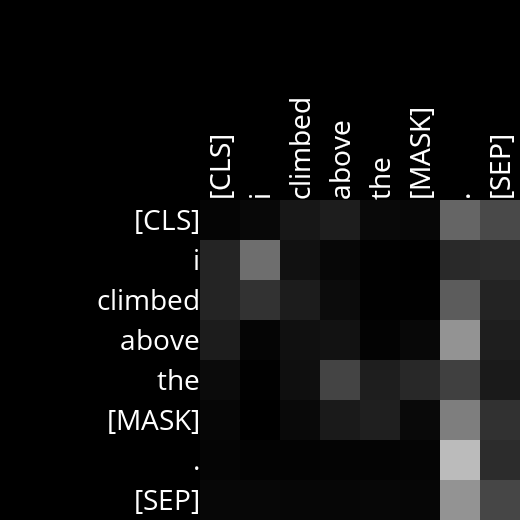 [CLS] i climbed above the [MASK] . [SEP]
[CLS]
i
climbed
above
the
[MASK]
.
[SEP]